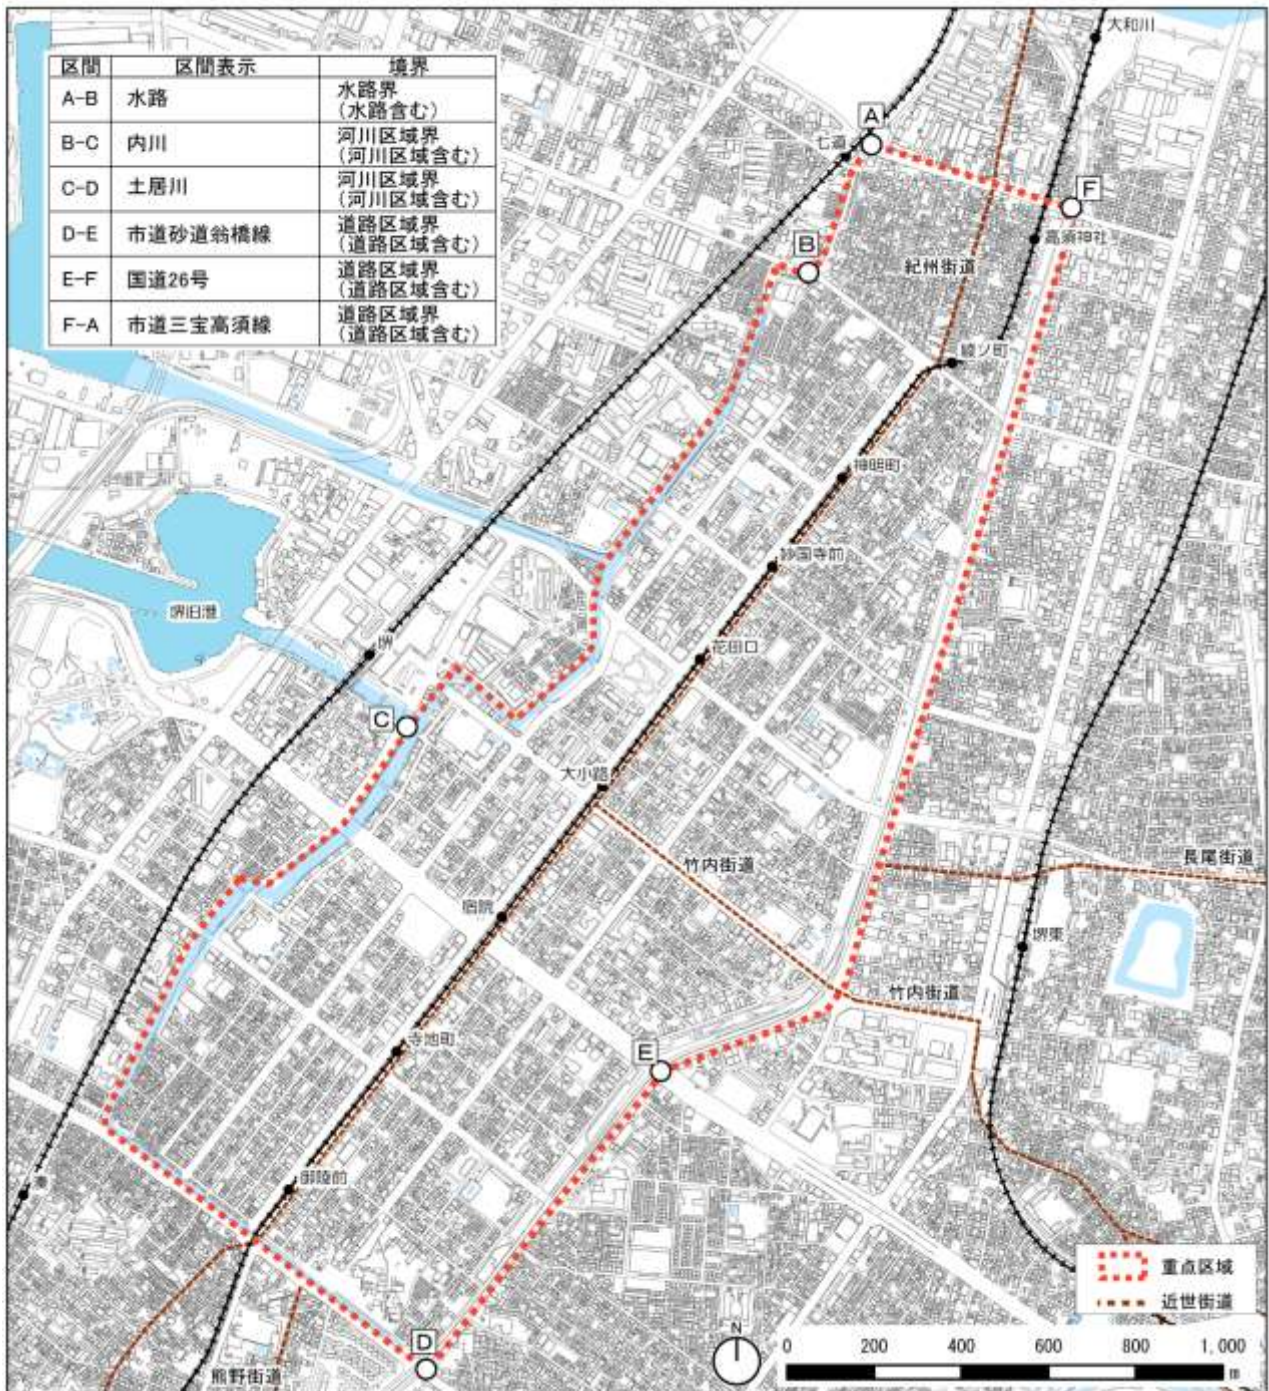 区間 区間表示 境界
A-B 水路 水路界
(水路含む)
B-C 内川 河川区域界
(河川区域含む)
C-D 土居川 河川区域界
(河川区域含む)
D-E 市道砂道翁橋線 道路区域界
(道路区域含む)
E-F 国道26号 道路区域界
(道路区域含む)
F-A 市道三宝高須線 道路区域界
(道路区域含む)
大和川
A
七道
F
高須神社
B
紀州街道
綾ノ町
神明町
妙国寺前
堺旧港
堺
花田口
C
大小路
竹内街道
長尾街道
宿院
堺東
竹内街道
寺地町
E
湊
御陵前
D
熊野街道
重点区域
近世街道
N
0 200 400 600 800 1,000
m